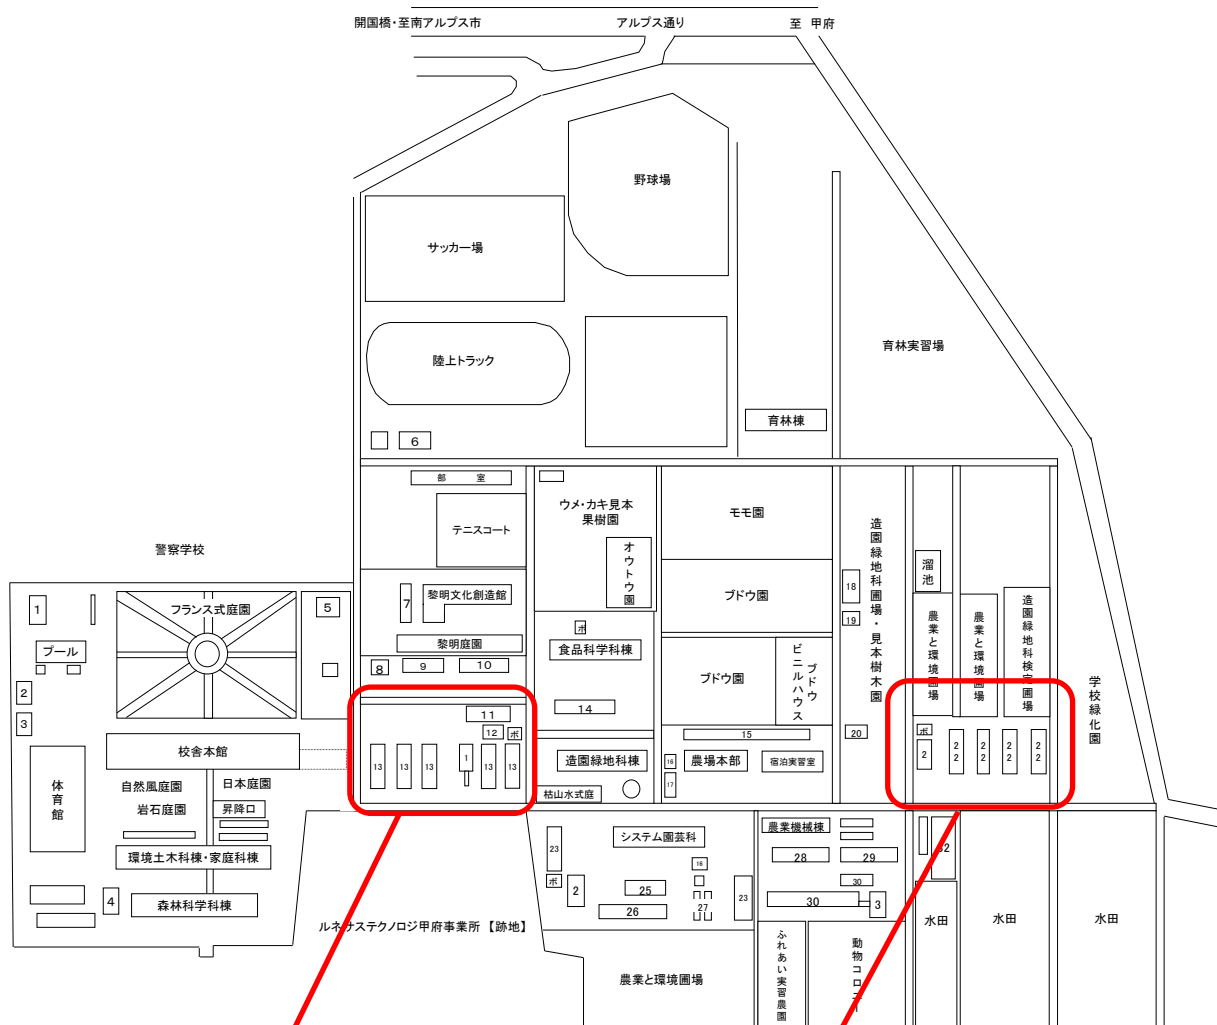 開国橋・至南アルプス市
アルプス通り
至 甲府
野球場
サッカー場
陸上トラック
育林実習場
育林棟
6
部 室
テニスコート
ウメ・カキ見本
果樹園
オウトウ園
モモ園
造園緑地科圃場・見本樹木園
溜池
警察学校
1
フランス式庭園
5
7
黎明文化創造館
黎明庭園
ブドウ園
18
19
農業と環境圃場
農業と環境圃場
造園緑地科検定圃場
プール
2
3
8
9
10
ボ
食品科学科棟
ブドウ園
ブドウ
ビニルハウス
学校緑化園
14
11
12
ボ
15
20
ボ
校舎本館
13
13
13
1
13
13
造園緑地科棟
16
17
農場本部
宿泊実習室
2
22
22
22
22
体育館
自然風庭園
日本庭園
岩石庭園
昇降口
枯山水式庭
環境土木科棟・家庭科棟
4
森林科学科棟
ルネサステクノロジ甲府事業所 【跡地】
23
システム園芸科
16
ボ
2
25
26
27
23
農業機械棟
28
29
30
30
3
32
水田
水田
水田
農業と環境圃場
ふれあい実習農園
動物コロニー